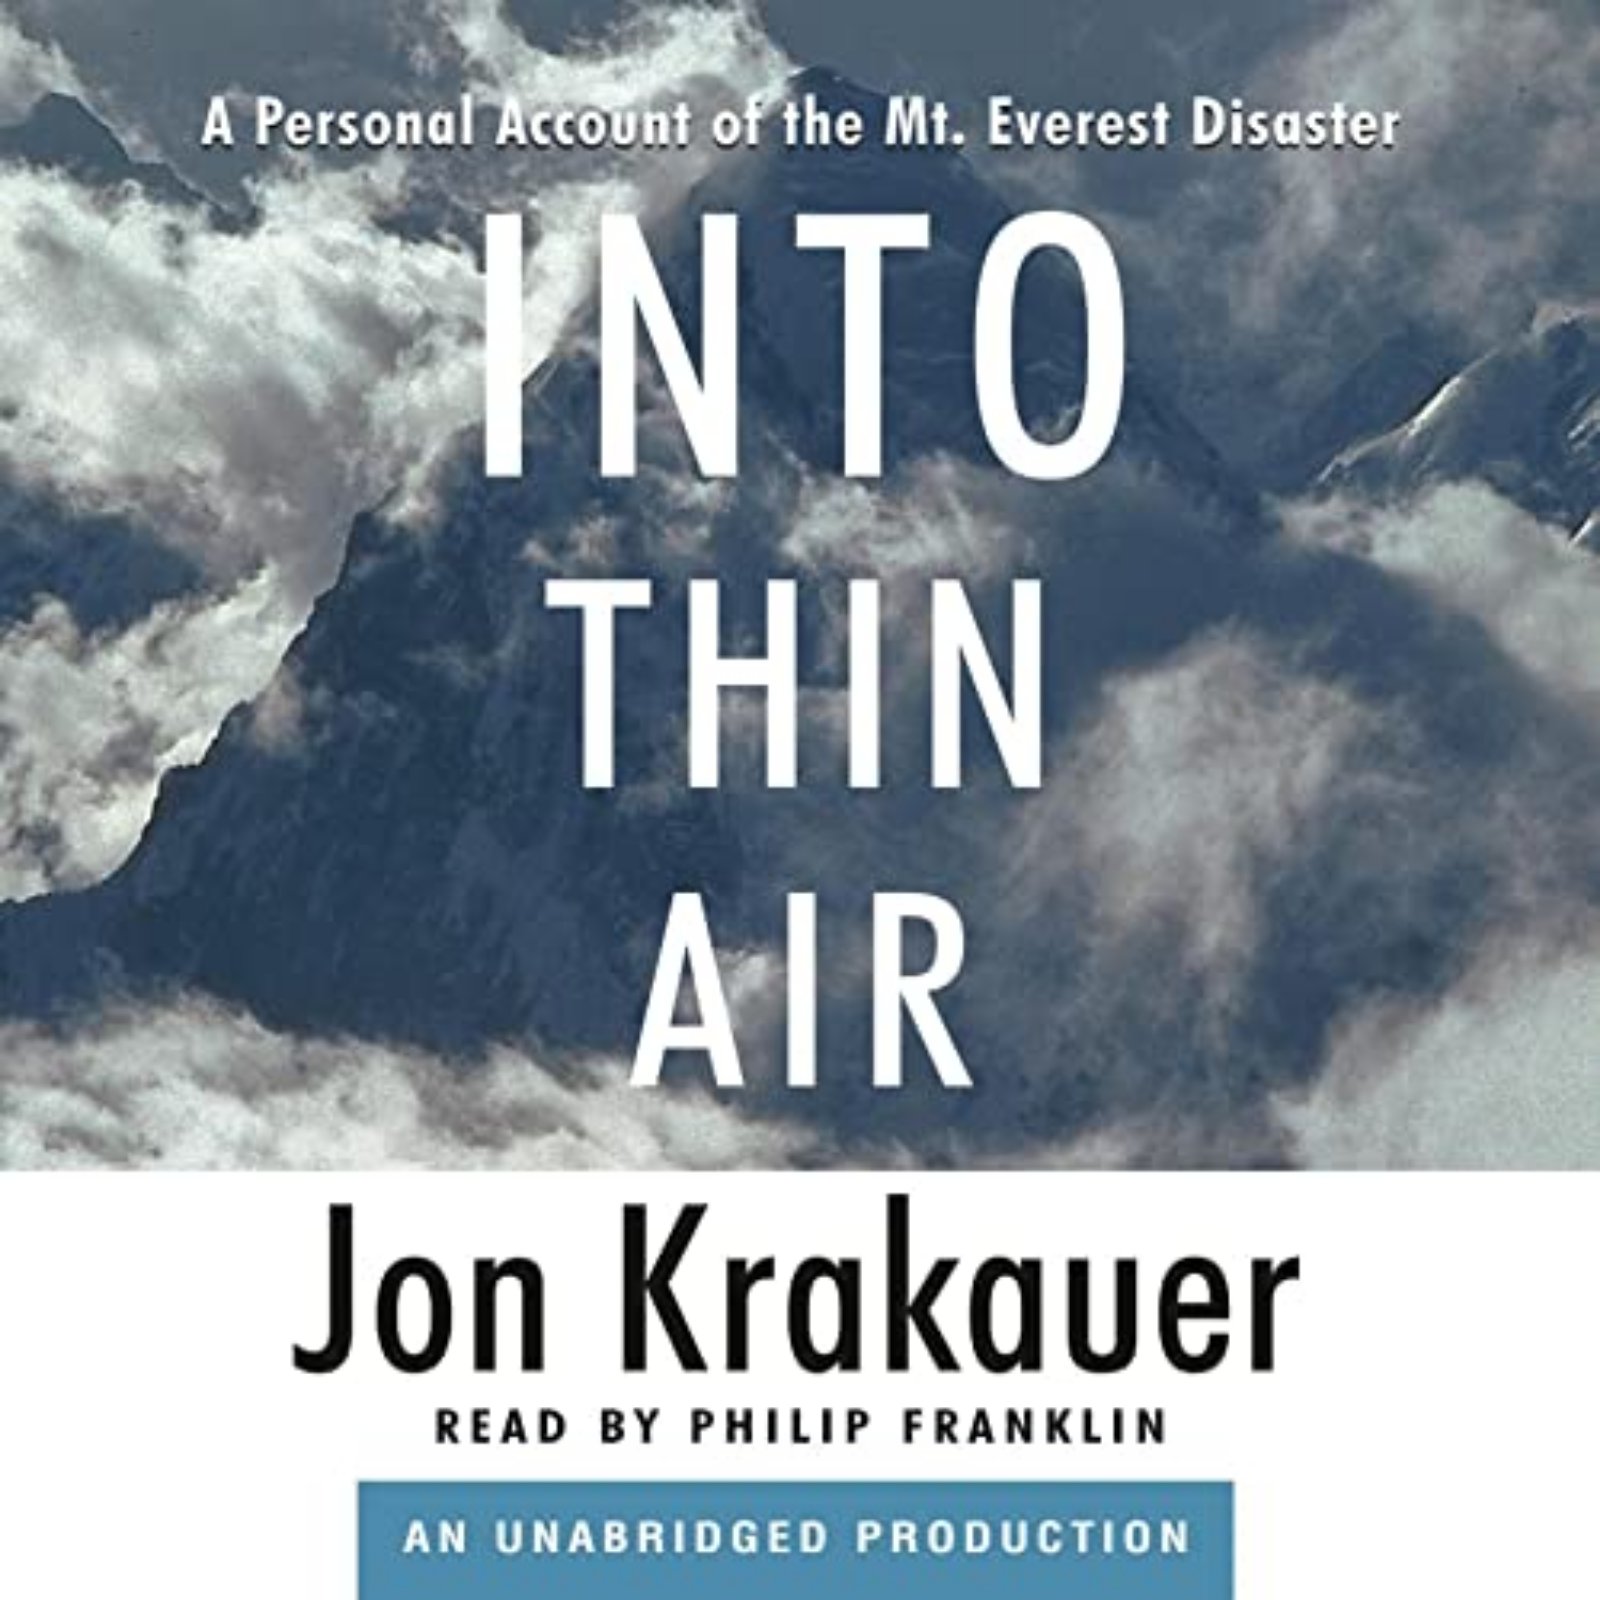 A Personal Account of the Mt. Everest Disaster
INTO
THIN
AIR
Jon Krakauer
READ BY PHILIP FRANKLIN
AN UNABRIDGED PRODUCTION